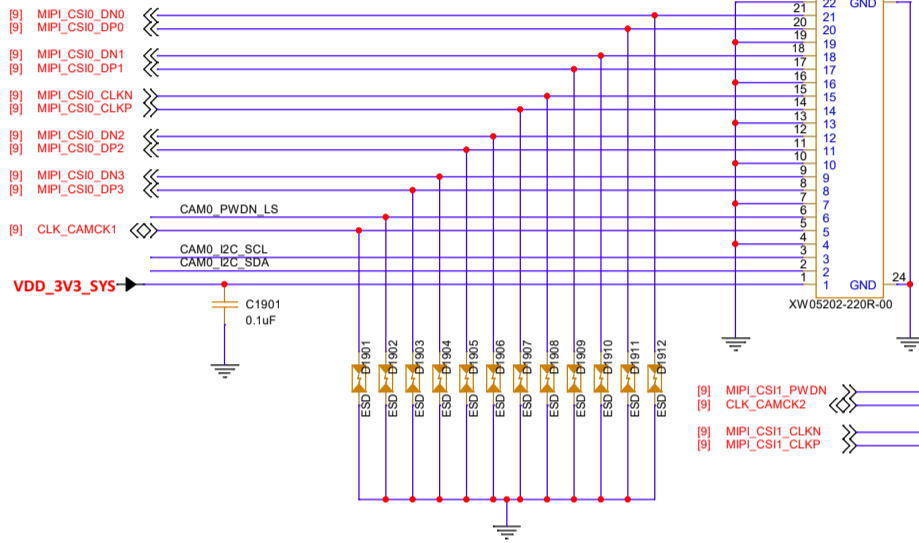 22 GND
[9] MIPI_CSI0_DN0 21 21
[9] MIPI_CSI0_DP0 20 20
19 19
[9] MIPI_CSI0_DN1 18 18
[9] MIPI_CSI0_DP1 17 17
16 16
[9] MIPI_CSI0_CLKN 15 15
[9] MIPI_CSI0_CLKP 14 14
13 13
[9] MIPI_CSI0_DN2 12 12
[9] MIPI_CSI0_DP2 11 11
10 10
[9] MIPI_CSI0_DN3 9 9
[9] MIPI_CSI0_DP3 8 8
7 7
CAM0_PWDN_LS 6 6
[9] CLK_CAMCK1 5 5
4 4
CAM0_I2C_SCL 3 3
CAM0_I2C_SDA 2 2
VDD_3V3_SYS 1 1 GND 24
XW05202-220R-00
C1901
0.1uF
ESD D1901
ESD D1902
ESD D1903
ESD D1904
ESD D1905
ESD D1906
ESD D1907
ESD D1908
ESD D1909
ESD D1910
ESD D1911
ESD D1912
[9] MIPI_CSI1_PWDN
[9] CLK_CAMCK2
[9] MIPI_CSI1_CLKN
[9] MIPI_CSI1_CLKP